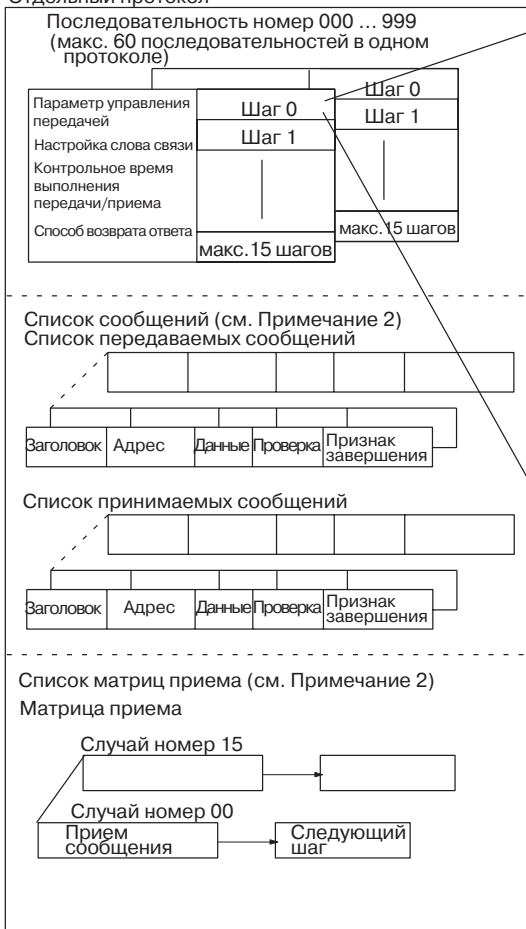 Отдельный протокол
Последовательность номер 000 ... 999
(макс. 60 последовательностей в одном
протоколе)
Шаг 0
Шаг 1
макс.15 шагов
Параметр управления
передачей
Настройка слова связи
Контрольное время
выполнения
передачи/приема
Способ возврата ответа
Шаг 0
Шаг 1
макс.15 шагов
Список сообщений (см. Примечание 2)
Список передаваемых сообщений
Заголовок Адрес Данные Проверка Признак
завершения
Список принимаемых сообщений
Заголовок Адрес Данные Проверка Признак
завершения
Список матриц приема (см. Примечание 2)
Матрица приема
Случай номер 15
Случай номер 00
Прием
сообщения
Следующий
шаг